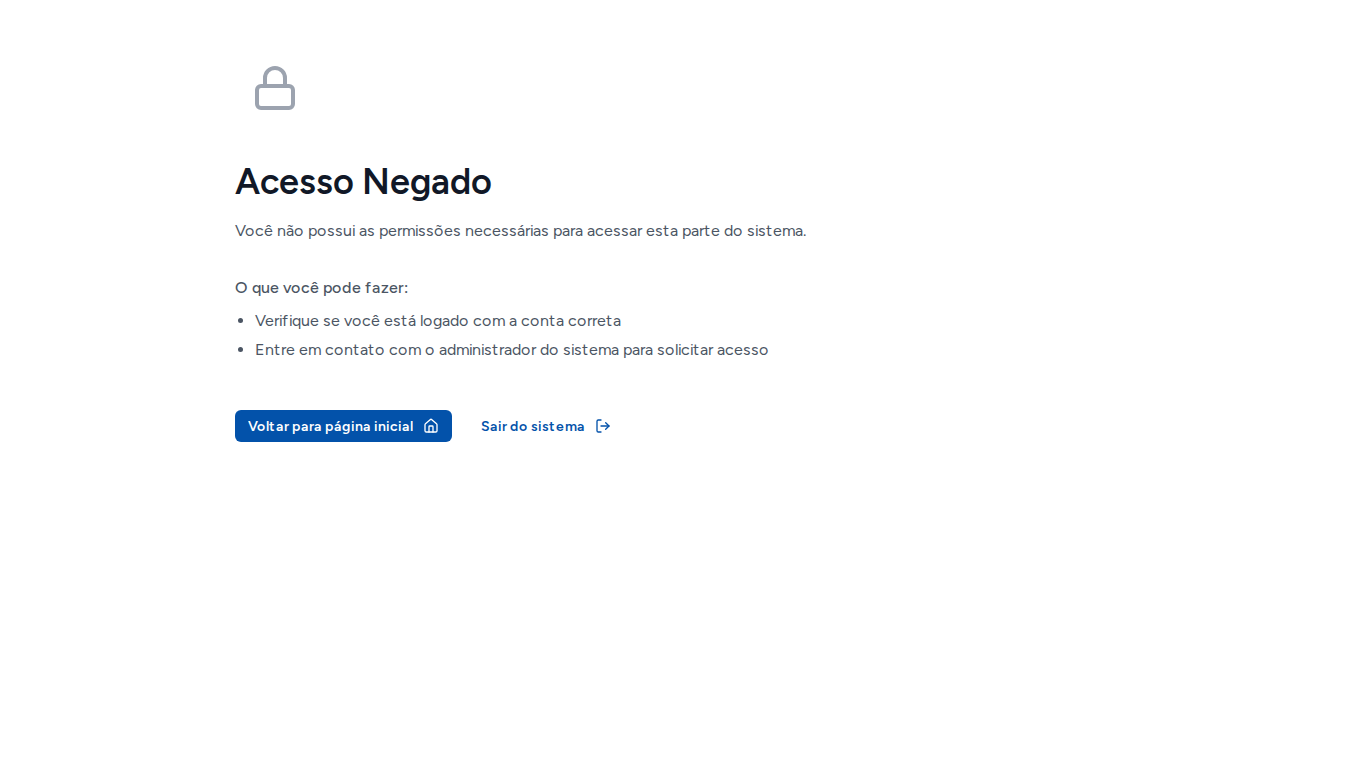 Acesso Negado
Você não possui as permissões necessárias para acessar esta parte do sistema.
O que você pode fazer:
Verifique se você está logado com a conta correta
Entre em contato com o administrador do sistema para solicitar acesso
Voltar para página inicial Sair do sistema